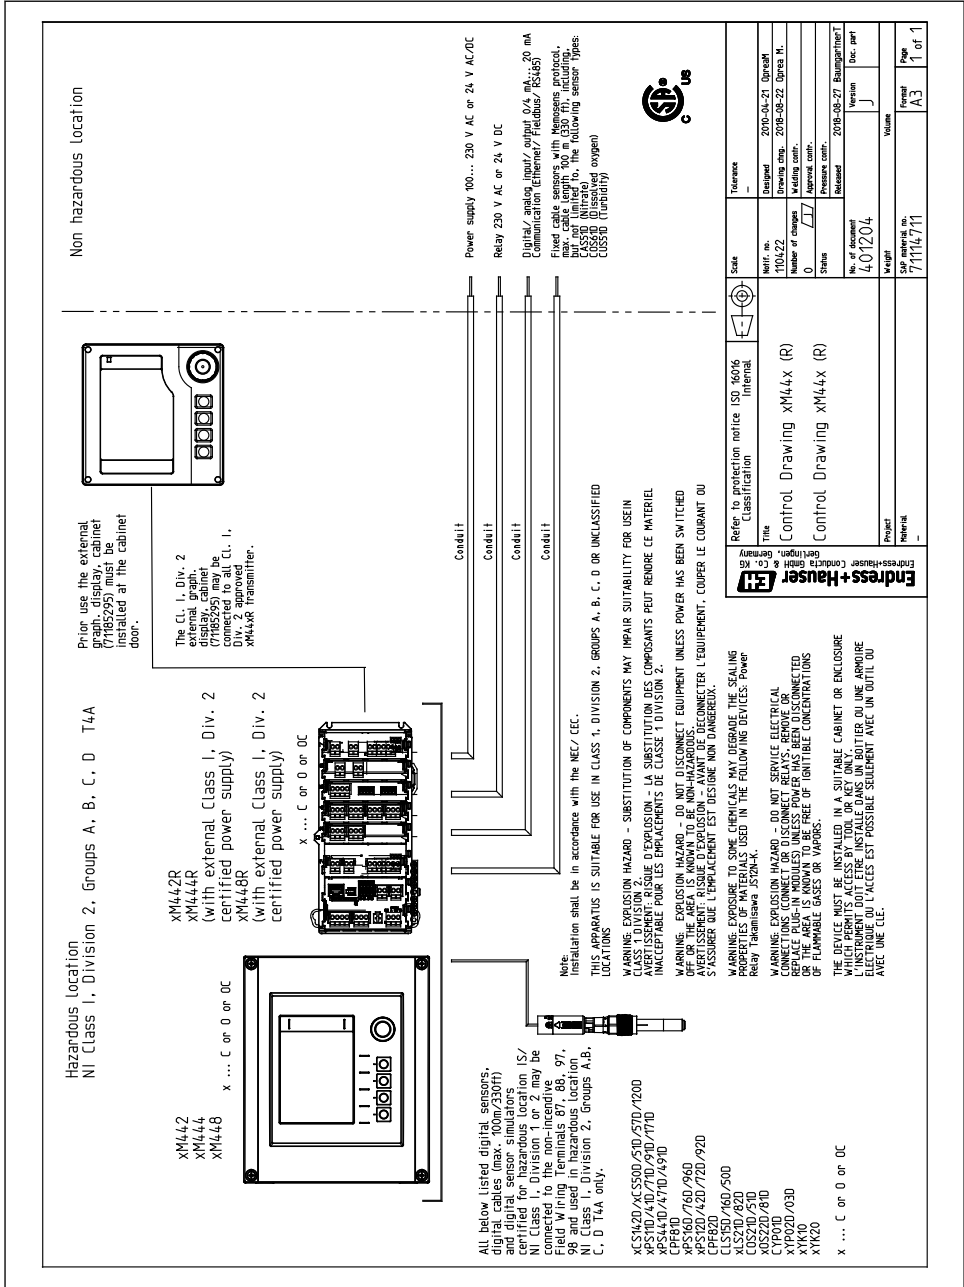 Hazardous location
NI Class I, Division 2, Groups A, B, C, D T4A
Non hazardous location
xM442
xM444
xM448
x ... C or O or OC
xM442R
xM444R
(With external Class I, Div. 2
certified power supply)
xM448R
(With external Class I, Div. 2
certified power supply)
x ... C or O or OC
Prior use the external
graph. display, cabinet
(71185295) must be
installed at the cabinet
door.
The Cl. I, Div. 2
external graph.
display, cabinet
(71185295) may be
connected to all Cl. I,
Div. 2 approved
xM44xR transmitter.
Conduit
Conduit
Conduit
Conduit
Power supply 100... 230 V AC or 24 V AC/DC
Relay 230 V AC or 24 V DC
Digital/ analog input/ output 0/4 mA... 20 mA
Communication (Ethernet/ Fieldbus/ RS485)
Fixed cable sensors with Memosens protocol,
max. cable length 100 m (330 ft), including,
but not limited to, the following sensor types:
CAS51D (Nitrate)
COS61D (Dissolved oxygen)
CUS51D (Turbidity)
CSA®
C US
All below listed digital sensors,
digital cables (max. 100m/330ft)
and digital sensor simulators
certified for hazardous location IS/
NI Class I, Division 1 or 2 may be
connected to the non-incendive
Field Wiring Terminals 87, 88, 97,
98 and used in hazardous location
NI Class I, Division 2, Groups A,B,
C, D T4A only.
xCS142D/xCS50D/51D/57D/120D
xPS11D/41D/71D/91D/171D
xPS441D/471D/491D
CPF81D
xPS16D/76D/96D
xPS12D/42D/72D/92D
CPF82D
CLS15D/16D/50D
xLS21D/82D
COS21D/51D
xOS22D/81D
CYP01D
xYP02D/03D
xYK10
xYK20
x ... C or O or OC
Note:
Installation shall be in accordance with the NEC/ CEC.
THIS APPARATUS IS SUITABLE FOR USE IN CLASS 1, DIVISION 2, GROUPS A, B, C, D OR UNCLASSIFIED
LOCATIONS
WARNING: EXPLOSION HAZARD - SUBSTITUTION OF COMPONENTS MAY IMPAIR SUITABILITY FOR USEIN
CLASS 1 DIVISION 2.
AVERTISSEMENT: RISQUE D'EXPLOSION - LA SUBSTITUTION DES COMPOSANTS PEUT RENDRE CE MATERIEL
INACCEPTABLE POUR LES EMPLACEMENTS DE CLASSE 1 DIVISION 2.
WARNING: EXPLOSION HAZARD - DO NOT DISCONNECT EQUIPMENT UNLESS POWER HAS BEEN SWITCHED
OFF OR THE AREA IS KNOWN TO BE NON-HAZARDOUS.
AVERTISSEMENT: RISQUE D'EXPLOSION - AVANT DE DECONNECTER L'EQUIPEMENT, COUPER LE COURANT OU
S'ASSURER QUE L'EMPLACEMENT EST DESIGNE NON DANGEREUX.
WARNING: EXPOSURE TO SOME CHEMICALS MAY DEGRADE THE SEALING
PROPERTIES OF MATERIALS USED IN THE FOLLOWING DEVICES: Power
Relay Takamisawa JS12N-K.
WARNING: EXPLOSION HAZARD - DO NOT SERVICE ELECTRICAL
CONNECTIONS (CONNECT OR DISCONNECT RELAYS, REMOVE OR
REPLACE PLUG-IN MODULES) UNLESS POWER HAS BEEN DISCONNECTED
OR THE AREA IS KNOWN TO BE FREE OF IGNITIBLE CONCENTRATIONS
OF FLAMMABLE GASES OR VAPORS.
THE DEVICE MUST BE INSTALLED IN A SUITABLE CABINET OR ENCLOSURE
WHICH PERMITS ACCESS BY TOOL OR KEY ONLY.
L'INSTRUMENT DOIT ETRE INSTALLE DANS UN BOITIER OU UNE ARMOIRE
ELECTRIQUE OU L'ACCES EST POSSIBLE SEULEMENT AVEC UN OUTIL OU
AVEC UNE CLE.
EH
Endress+Hauser
Endress+Hauser Conducta GmbH & Co. KG
Gerlingen, Germany
Refer to protection notice ISO 16016
Classification Internal
Title
Control Drawing xM44x (R)
Control Drawing xM44x (R)
Project
Material
-
Scale
Tolerance
-
Notif. no.
110422
Number of changes
0
J
Status
Designed 2010-04-21 OpreaM
Drawing chng. 2018-08-22 Oprea M.
Welding contr.
Approval contr.
Pressure contr.
Released 2018-08-27 BaumgartnerT
No. of document
401204
Version
J
Doc. part
Weight
Volume
SAP material no.
71114711
Format
A3
Page
1 of 1